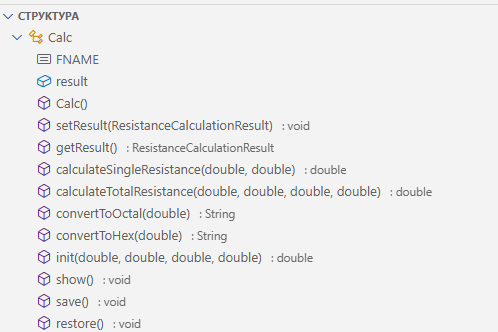 СТРУКТУРА
Calc
FNAME
result
Calc()
setResult(ResistanceCalculationResult) : void
getResult() : ResistanceCalculationResult
calculateSingleResistance(double, double) : double
calculateTotalResistance(double, double, double, double) : double
convertToOctal(double) : String
convertToHex(double) : String
init(double, double, double, double) : double
show() : void
save() : void
restore() : void